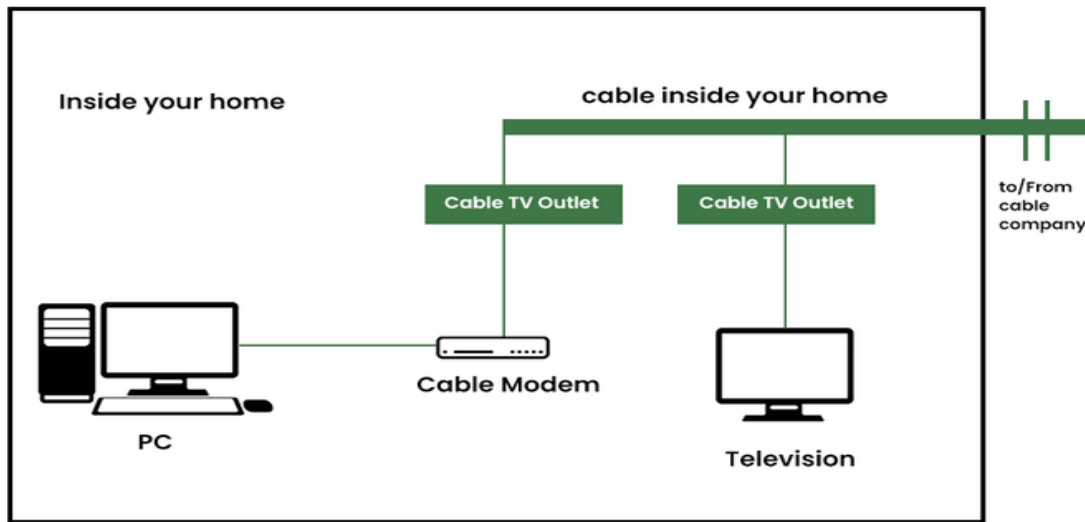 Inside your home
cable inside your home
Cable TV Outlet
Cable TV Outlet
to/From
cable
company
Cable Modem
PC
Television